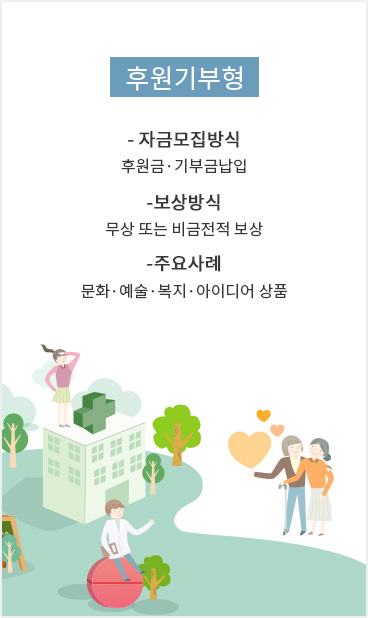 후원기부형
- 자금모집방식
후원금·기부금납입
-보상방식
무상 또는 비금전적 보상
-주요사례
문화·예술·복지·아이디어 상품